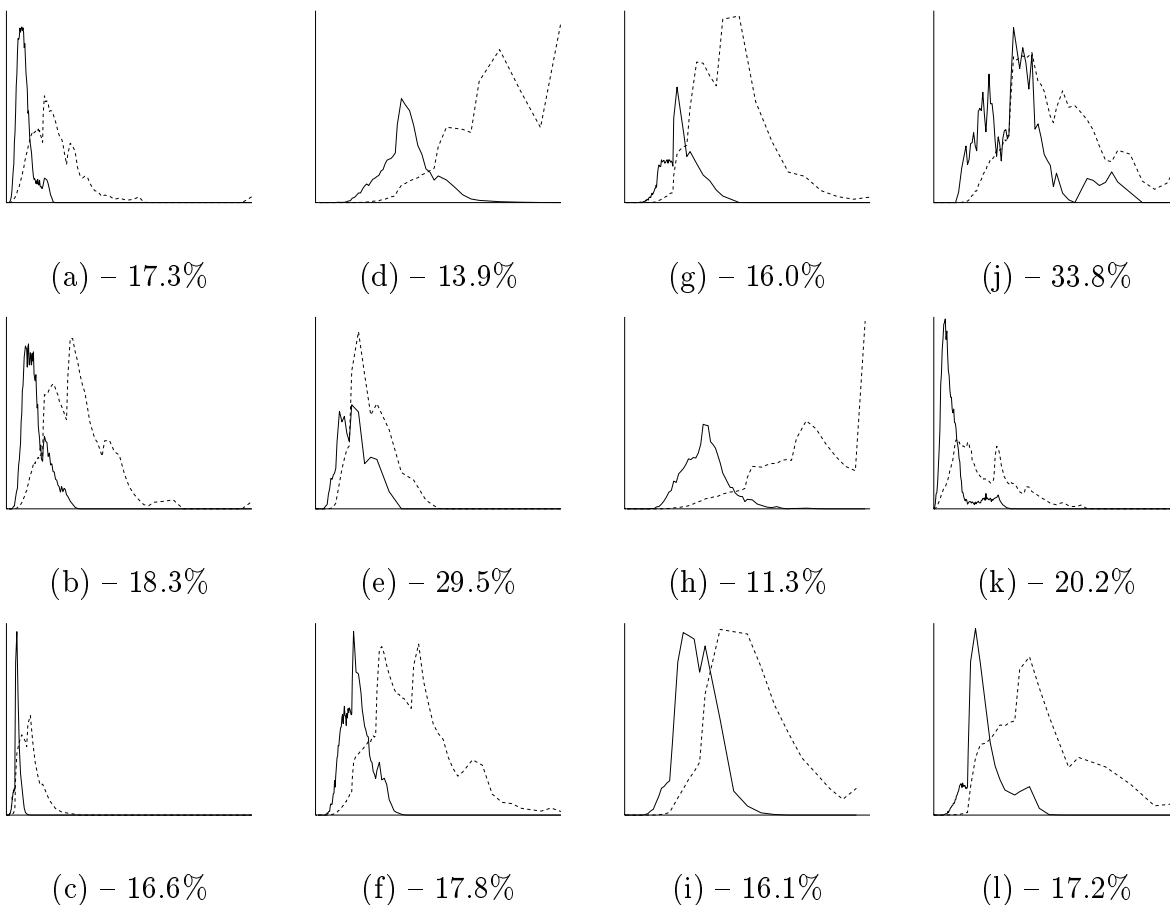 (a) – 17.3%
(d) – 13.9%
(g) – 16.0%
(j) – 33.8%
(b) – 18.3%
(e) – 29.5%
(h) – 11.3%
(k) – 20.2%
(c) – 16.6%
(f) – 17.8%
(i) – 16.1%
(l) – 17.2%